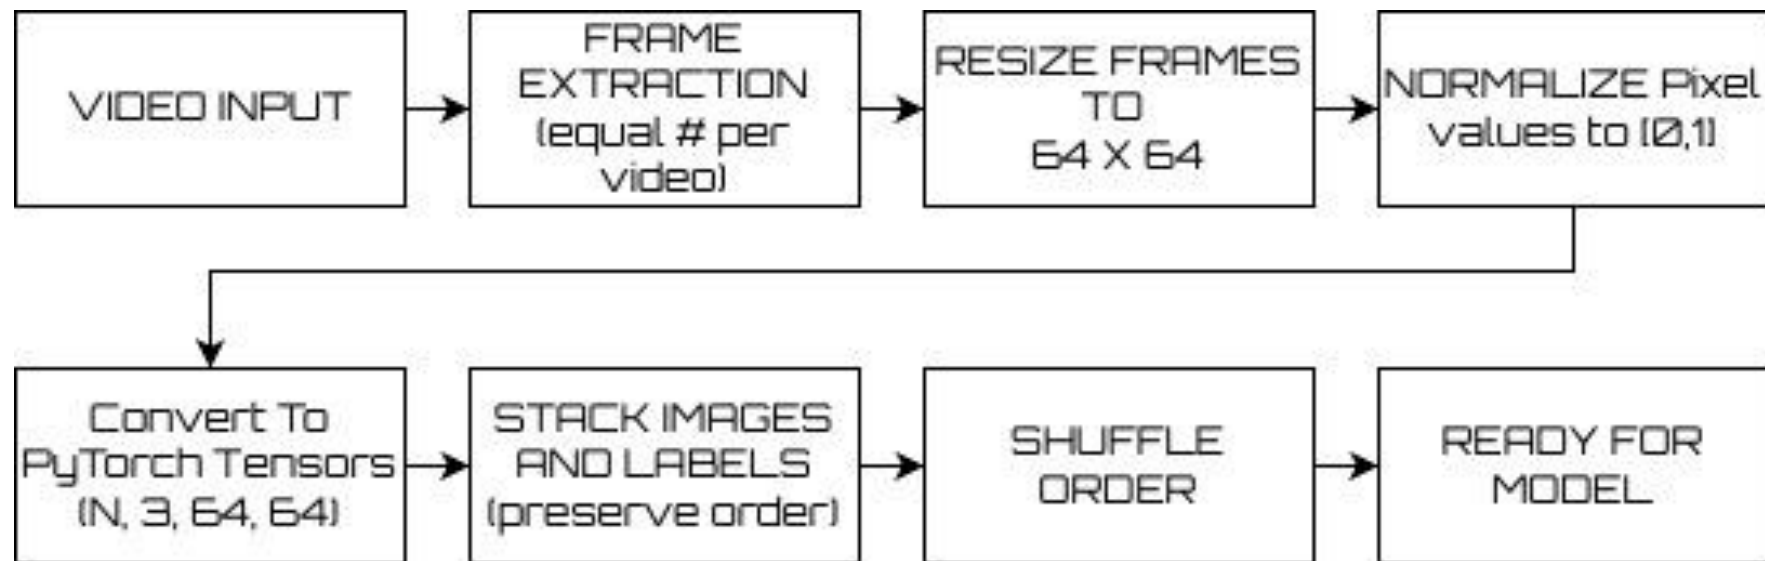 VIDEO INPUT
FRAME
EXTRACTION
(equal # per
video)
RESIZE FRAMES
TO
64 X 64
NORMALIZE Pixel
values to (0,1)
Convert To
PyTorch Tensors
(N, 3, 64, 64)
STACK IMAGES
AND LABELS
(preserve order)
SHUFFLE
ORDER
READY FOR
MODEL